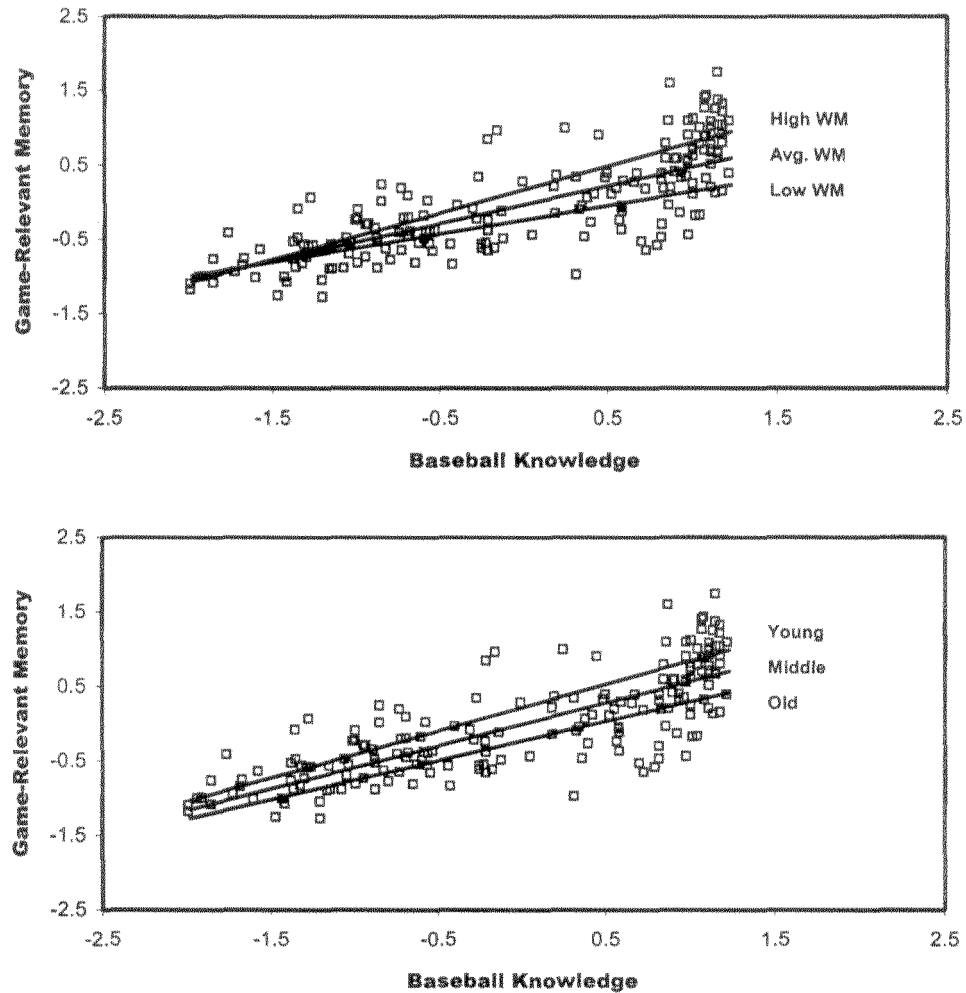 2.5
1.5
0.5
-0.5
-1.5
-2.5
Game-Relevant Memory
High WM
Avg. WM
Low WM
-2.5 -1.5 -0.5 0.5 1.5 2.5
Baseball Knowledge
2.5
1.5
0.5
-0.5
-1.5
-2.5
Game-Relevant Memory
Young
Middle
Old
-2.5 -1.5 -0.5 0.5 1.5 2.5
Baseball Knowledge